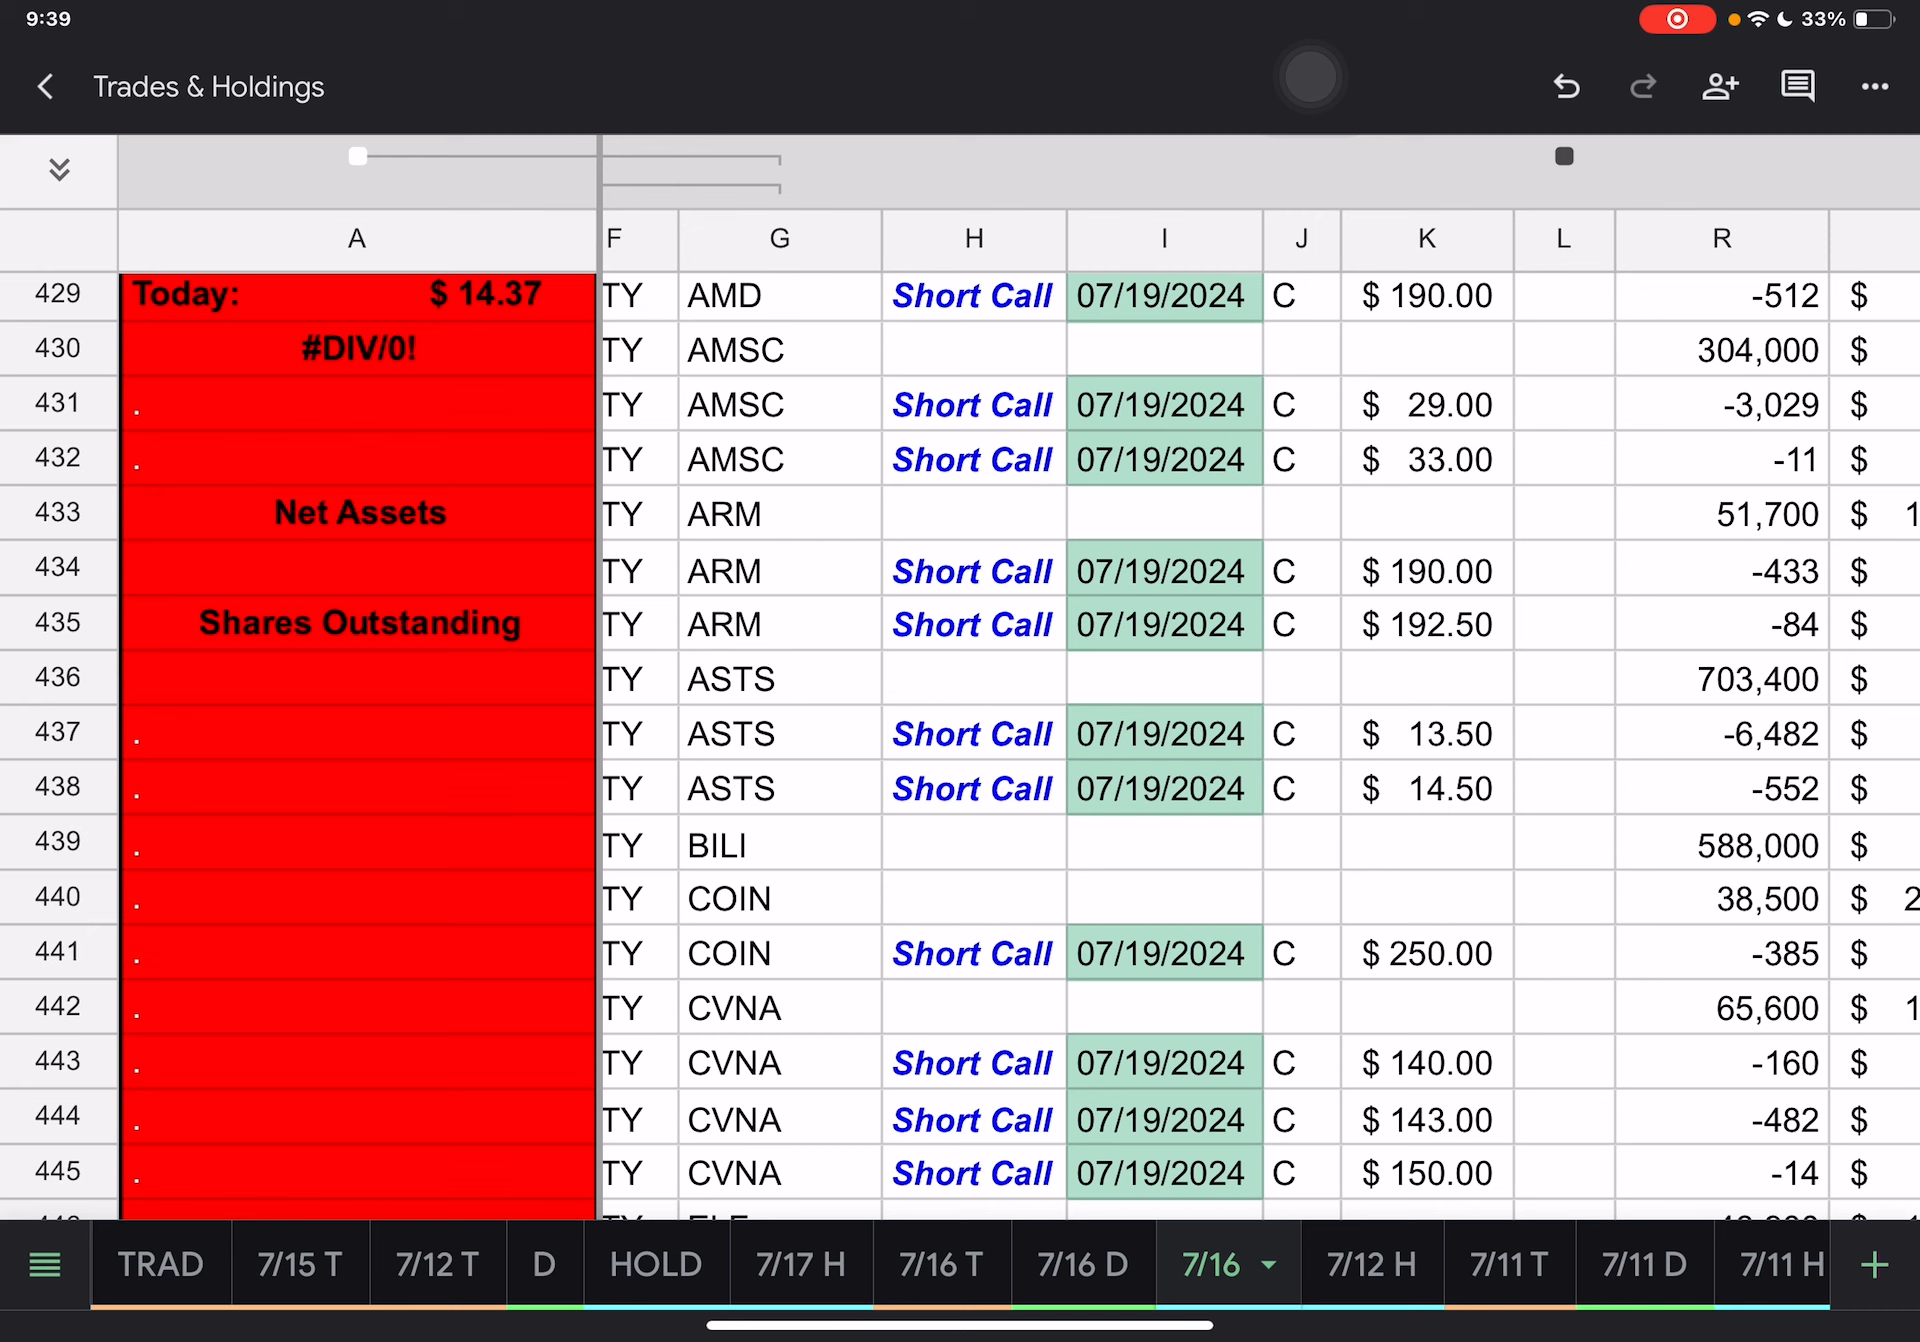 9:39
33%
Trades & Holdings
A F G H I J K L R
429 Today: $ 14.37 TY AMD Short Call 07/19/2024 C $ 190.00 -512 $
430 #DIV/0! TY AMSC 304,000 $
431 . TY AMSC Short Call 07/19/2024 C $ 29.00 -3,029 $
432 . TY AMSC Short Call 07/19/2024 C $ 33.00 -11 $
433 Net Assets TY ARM 51,700 $ 1
434 TY ARM Short Call 07/19/2024 C $ 190.00 -433 $
435 Shares Outstanding TY ARM Short Call 07/19/2024 C $ 192.50 -84 $
436 TY ASTS 703,400 $
437 . TY ASTS Short Call 07/19/2024 C $ 13.50 -6,482 $
438 . TY ASTS Short Call 07/19/2024 C $ 14.50 -552 $
439 . TY BILI 588,000 $
440 . TY COIN 38,500 $ 2
441 . TY COIN Short Call 07/19/2024 C $ 250.00 -385 $
442 . TY CVNA 65,600 $ 1
443 . TY CVNA Short Call 07/19/2024 C $ 140.00 -160 $
444 . TY CVNA Short Call 07/19/2024 C $ 143.00 -482 $
445 . TY CVNA Short Call 07/19/2024 C $ 150.00 -14 $
TRAD 7/15 T 7/12 T D HOLD 7/17 H 7/16 T 7/16 D 7/16 7/12 H 7/11 T 7/11 D 7/11 H